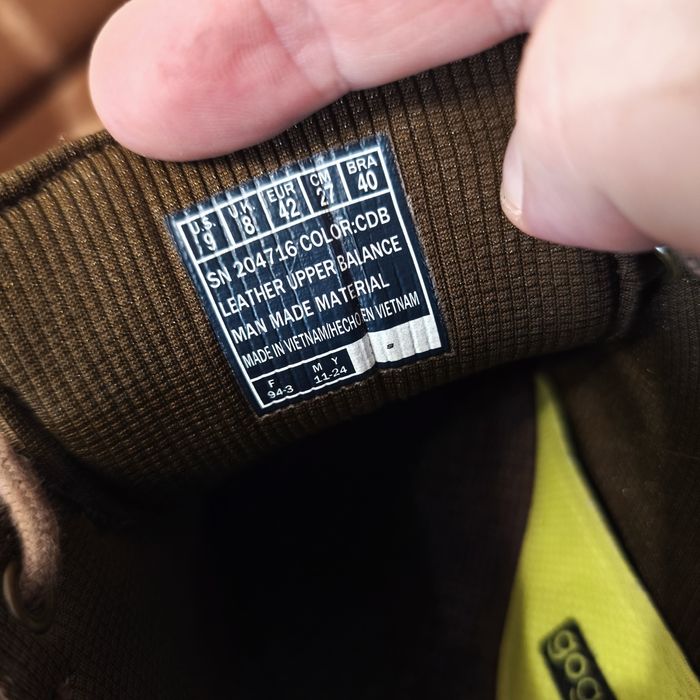 U.S. U.K. EUR CM BRA
9 8 42 27 40
SN 204716 COLOR:CDB
LEATHER UPPER BALANCE
MAN MADE MATERIAL
MADE IN VIETNAM/HECHO EN VIETNAM
F M Y
94-3 11-24
goo